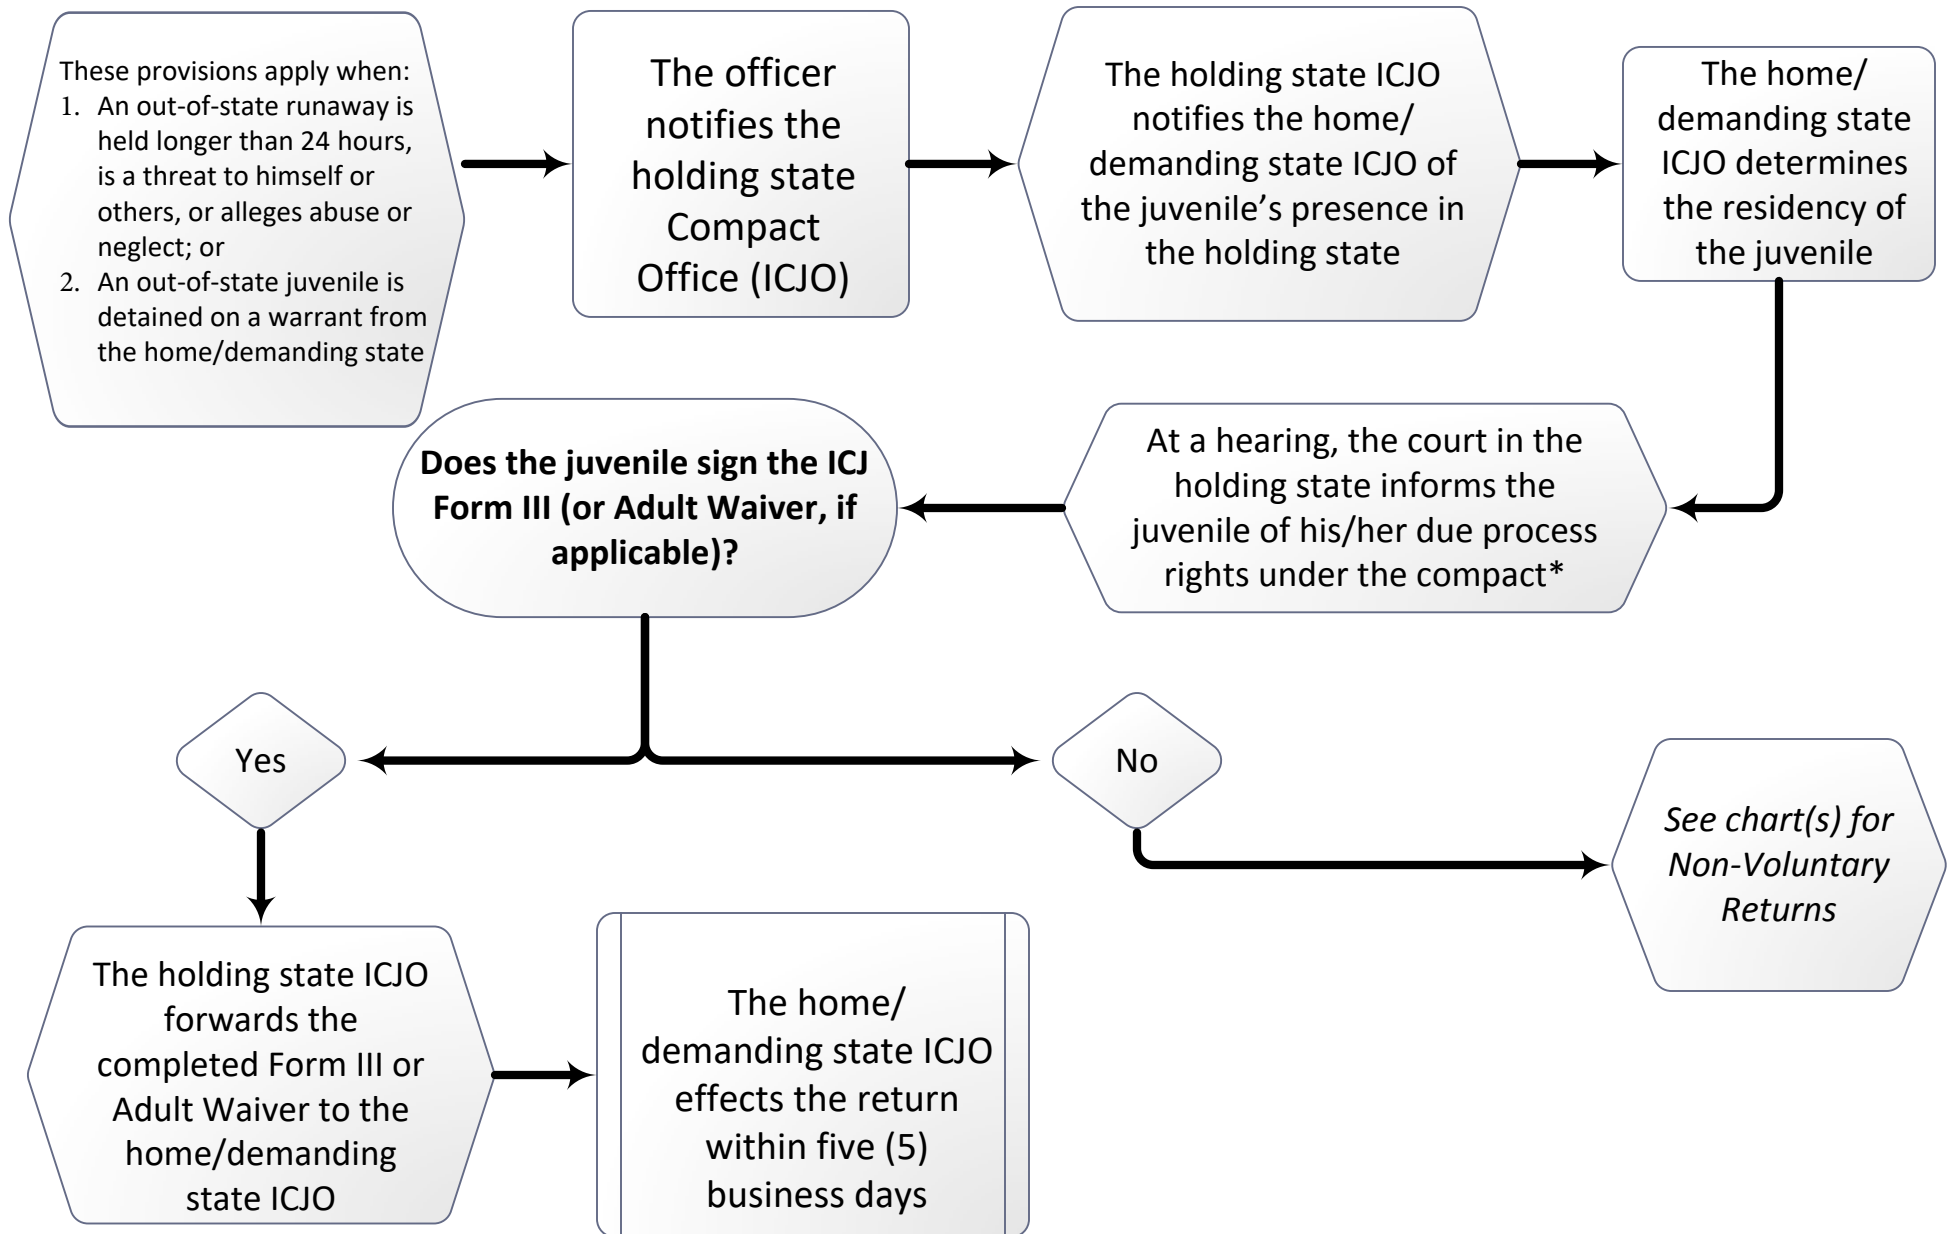 These provisions apply when:
1. An out-of-state runaway is
held longer than 24 hours,
is a threat to himself or
others, or alleges abuse or
neglect; or
2. An out-of-state juvenile is
detained on a warrant from
the home/demanding state
The officer
notifies the
holding state
Compact
Office (ICJO)
The holding state ICJO
notifies the home/
demanding state ICJO of
the juvenile’s presence in
the holding state
The home/
demanding state
ICJO determines
the residency of
the juvenile
At a hearing, the court in the
holding state informs the
juvenile of his/her due process
rights under the compact*
Does the juvenile sign the ICJ
Form III (or Adult Waiver, if
applicable)?
Yes
No
See chart(s) for
Non-Voluntary
Returns
The holding state ICJO
forwards the
completed Form III or
Adult Waiver to the
home/demanding
state ICJO
The home/
demanding state ICJO
effects the return
within five (5)
business days